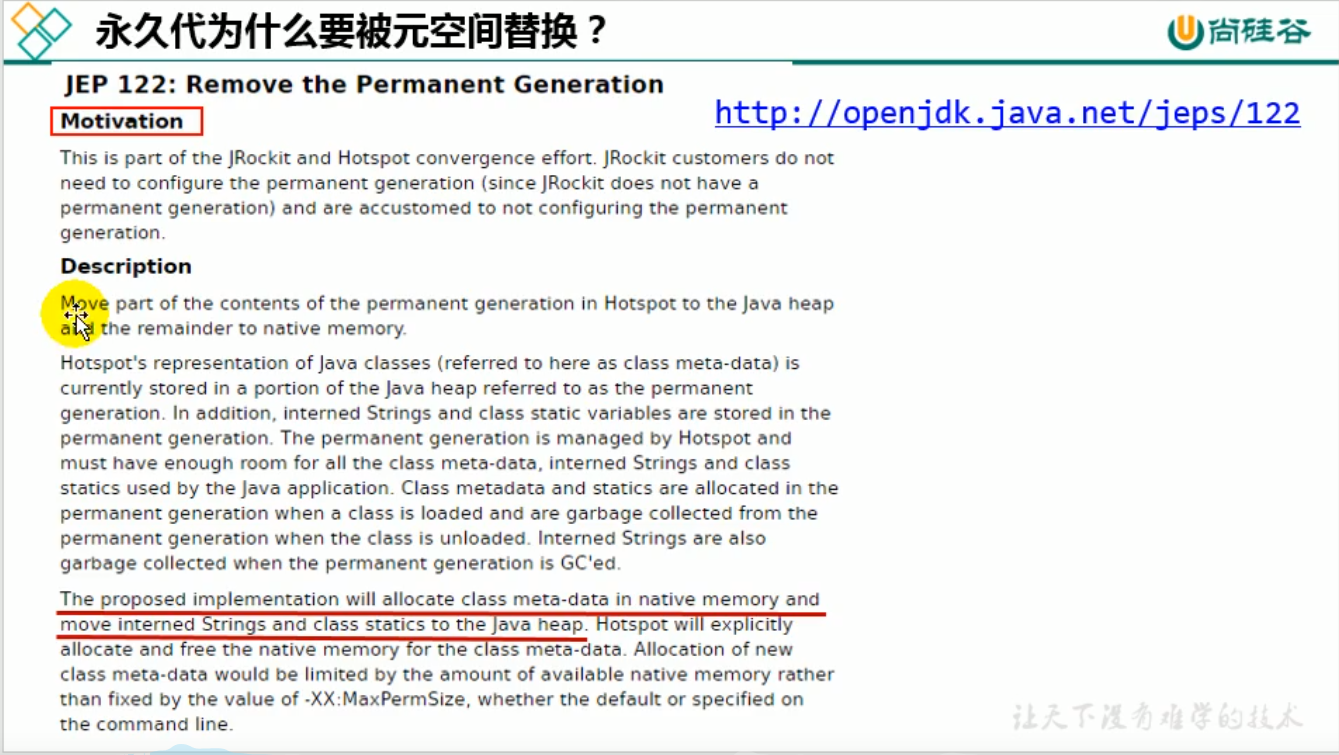 永久代为什么要被元空间替换？
尚硅谷
JEP 122: Remove the Permanent Generation
Motivation
http://openjdk.java.net/jeps/122
This is part of the JRockit and Hotspot convergence effort. JRockit customers do not
need to configure the permanent generation (since JRockit does not have a
permanent generation) and are accustomed to not configuring the permanent
generation.
Description
Move part of the contents of the permanent generation in Hotspot to the Java heap
and the remainder to native memory.
Hotspot's representation of Java classes (referred to here as class meta-data) is
currently stored in a portion of the Java heap referred to as the permanent
generation. In addition, interned Strings and class static variables are stored in the
permanent generation. The permanent generation is managed by Hotspot and
must have enough room for all the class meta-data, interned Strings and class
statics used by the Java application. Class metadata and statics are allocated in the
permanent generation when a class is loaded and are garbage collected from the
permanent generation when the class is unloaded. Interned Strings are also
garbage collected when the permanent generation is GC'ed.
The proposed implementation will allocate class meta-data in native memory and
move interned Strings and class statics to the Java heap. Hotspot will explicitly
allocate and free the native memory for the class meta-data. Allocation of new
class meta-data would be limited by the amount of available native memory rather
than fixed by the value of -XX:MaxPermSize, whether the default or specified on
the command line.
让天下没有难学的技术